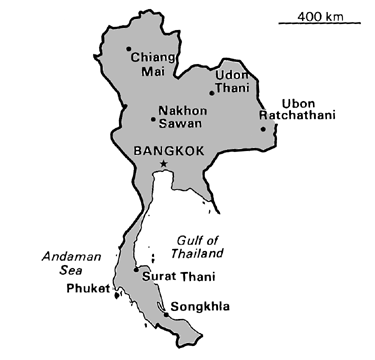 400 km
Chiang
Mai
Udon
Thani
Ubon
Ratchathani
Nakhon
Sawan
BANGKOK
Gulf of
Thailand
Andaman
Sea
Surat Thani
Phuket
Songkhla